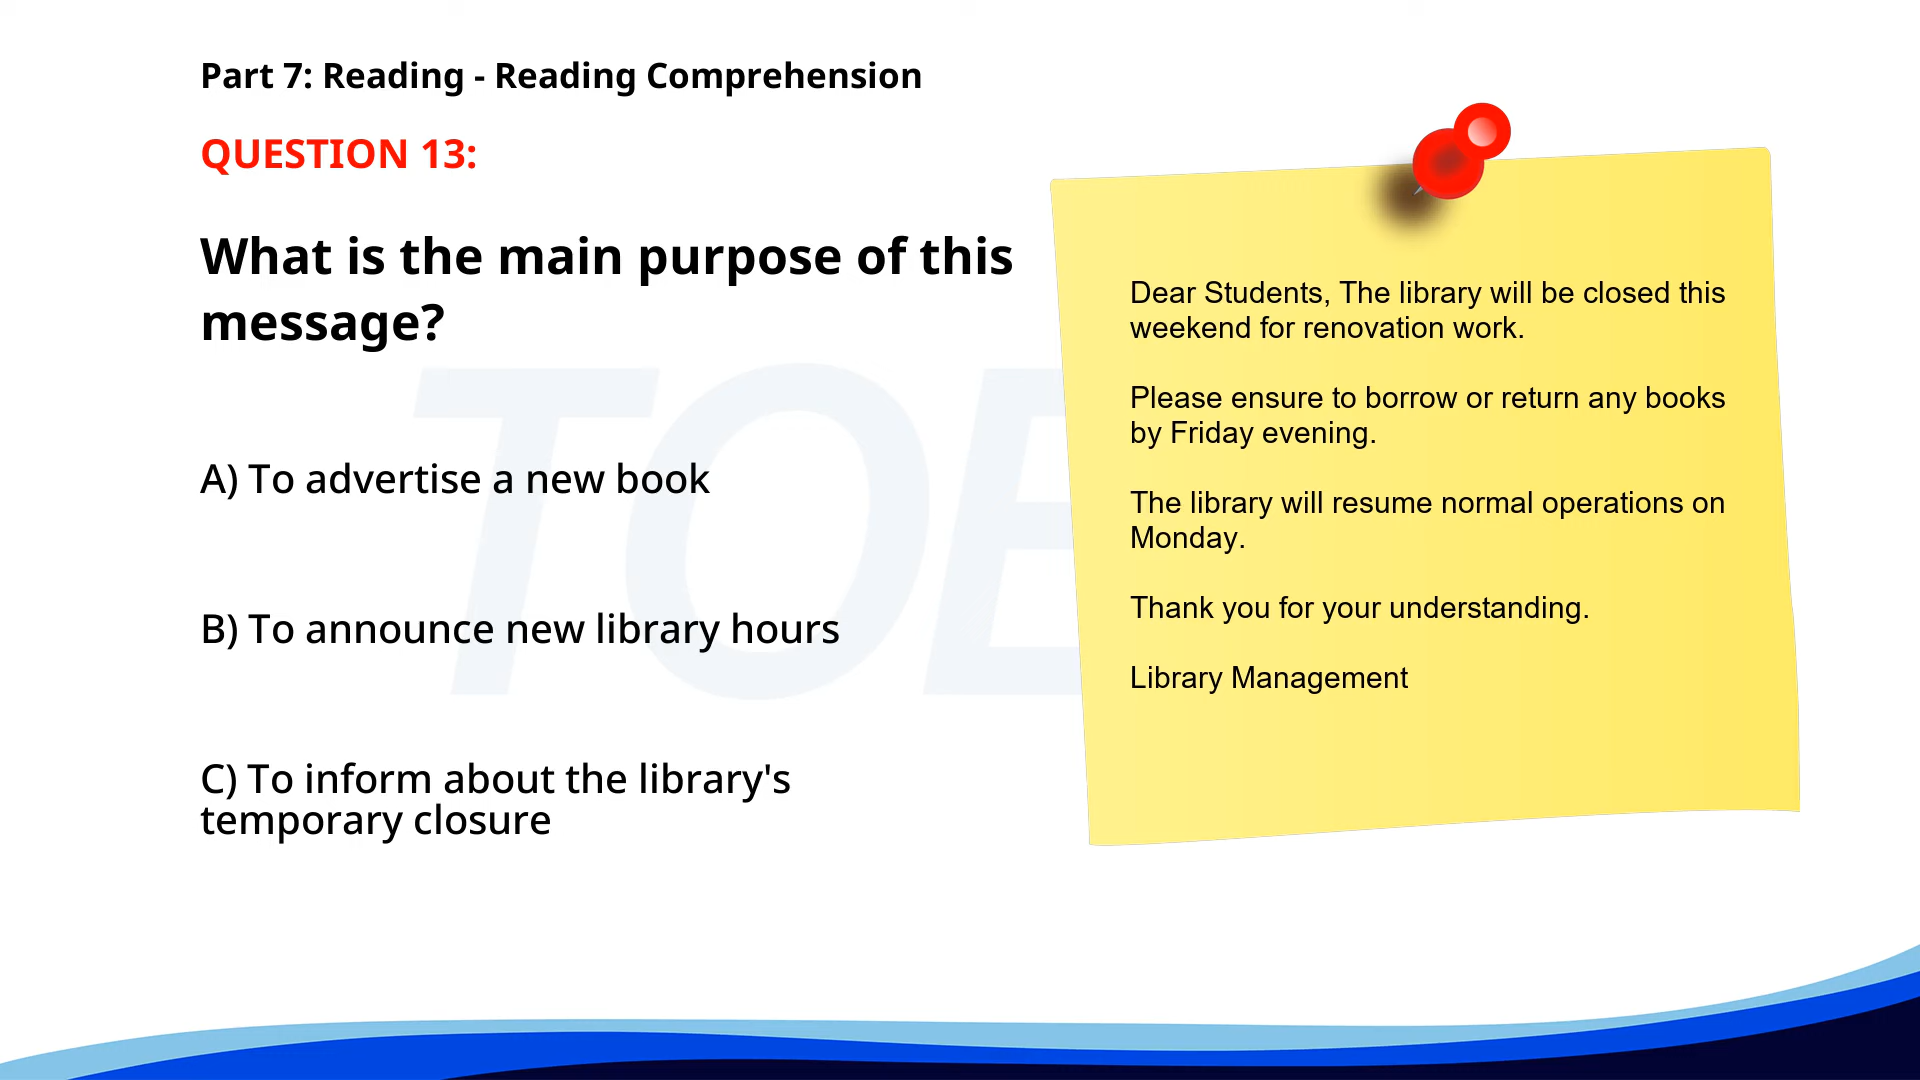 Part 7: Reading - Reading Comprehension
QUESTION 13:
What is the main purpose of this
message?
A) To advertise a new book
B) To announce new library hours
C) To inform about the library's
temporary closure
Dear Students, The library will be closed this
weekend for renovation work.
Please ensure to borrow or return any books
by Friday evening.
The library will resume normal operations on
Monday.
Thank you for your understanding.
Library Management
TOE